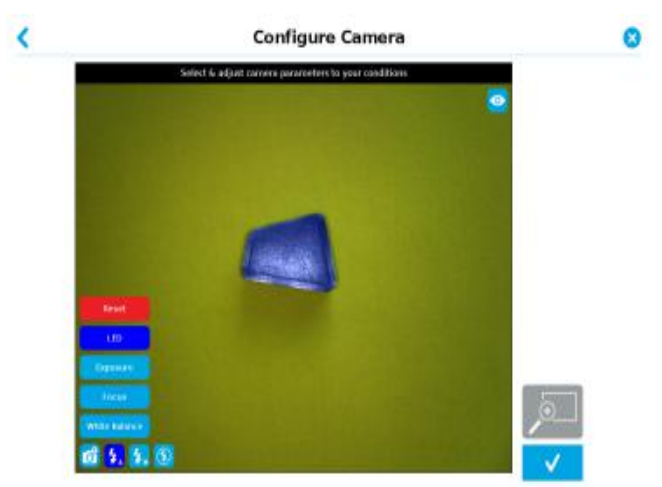 Configure Camera
Select & adjust camera parameters to your conditions
Reset
LED
Exposure
Focus
White Balance